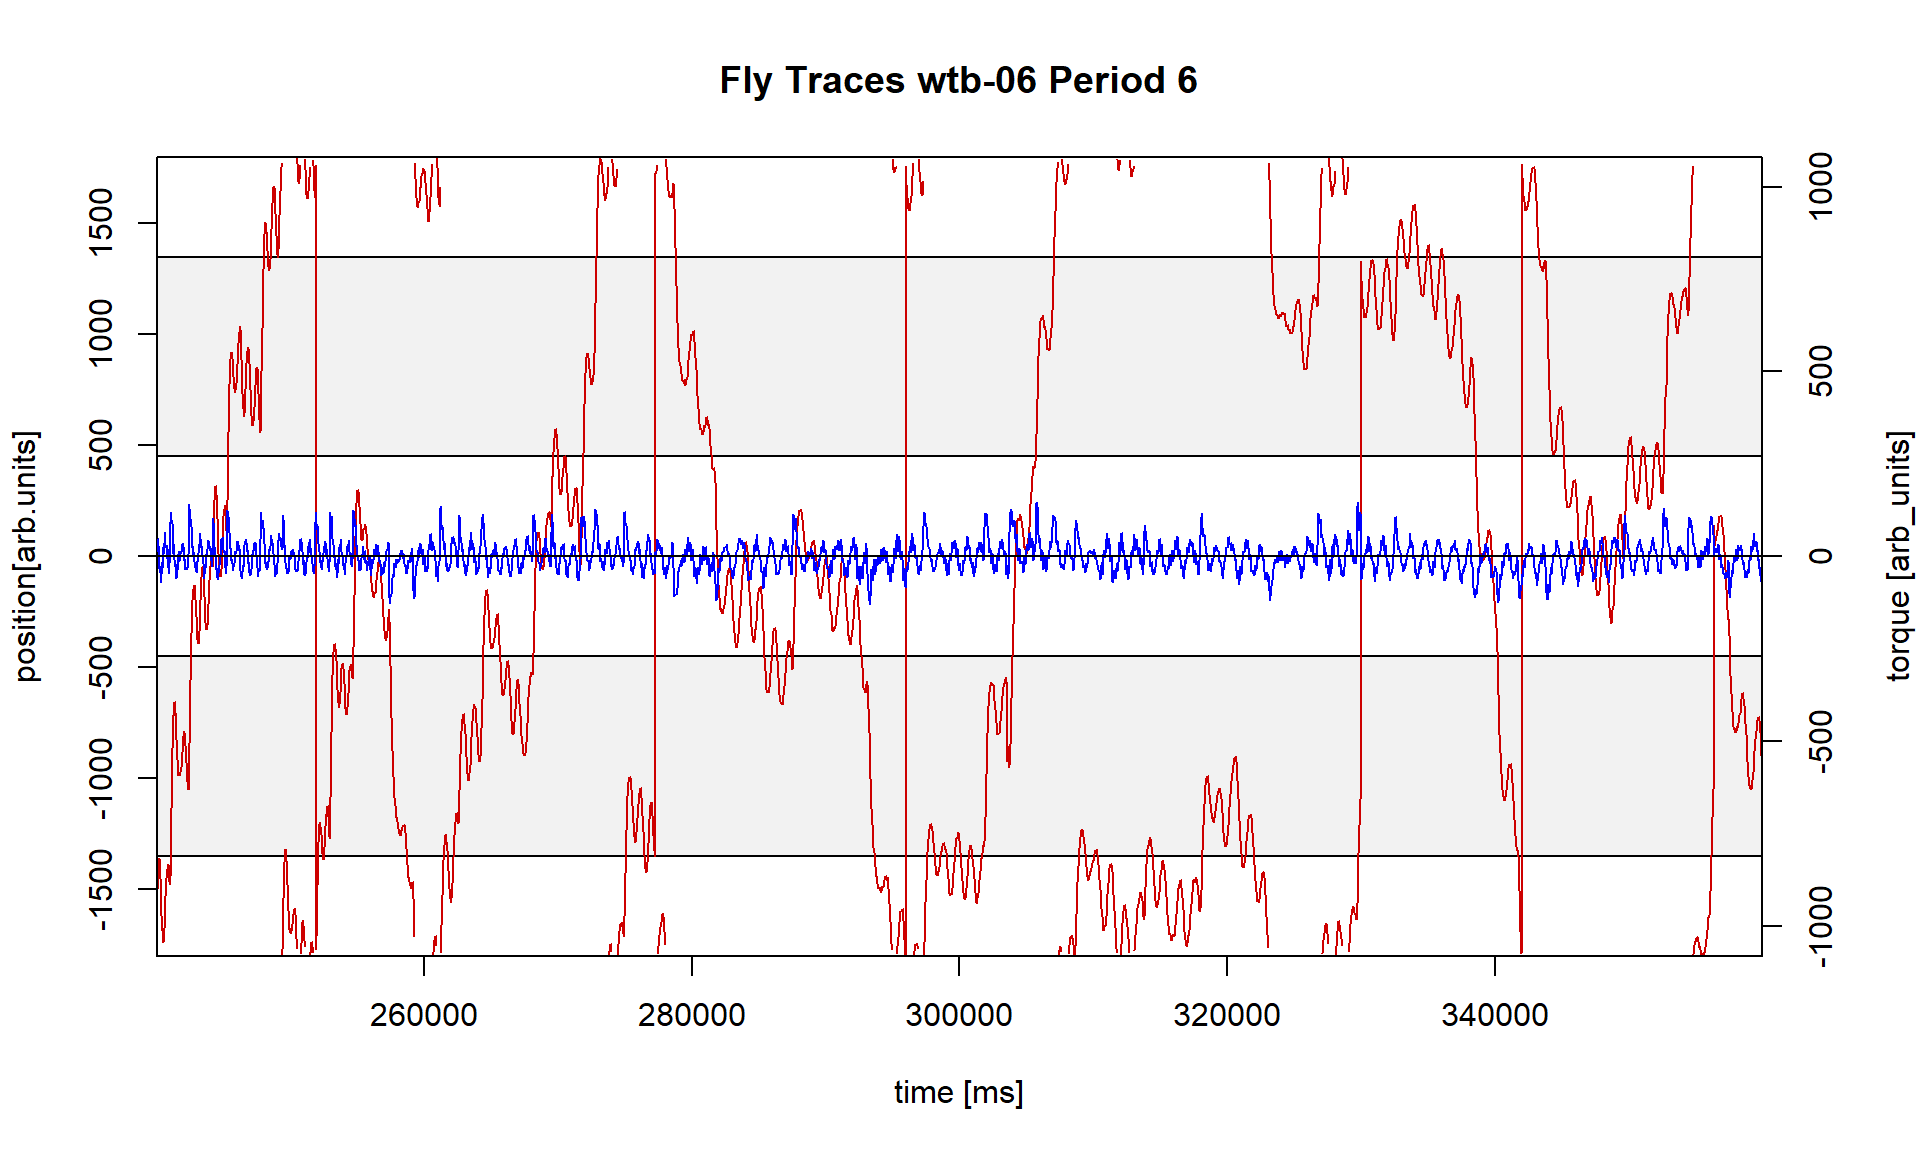 Fly Traces wtb-06 Period 6
position[arb.units]
1500
1000
500
0
-500
-1000
-1500
1000
500
0
-500
-1000
torque [arb_units]
260000 280000 300000 320000 340000
time [ms]